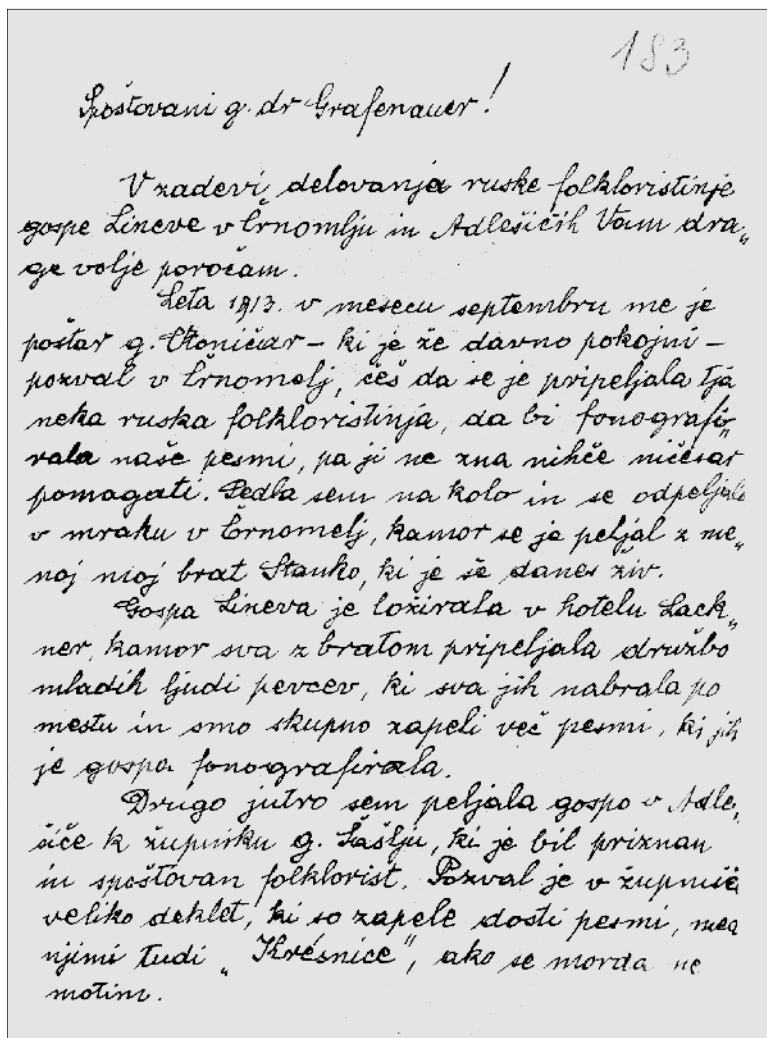 183
Spoštovani g. dr Grafenauer!
V zadevi, delovanja ruske folkloristinje
gospe Lineve v Črnomlju in Adlešičih Vam dra„
ge volje poročam.
Leta 1913. v mesecu septembru me je
poštar g. – ki je že davno pokojni –
pozval v Črnomelj, češ da se je pripeljala tja
neka ruska folkloristinja, da bi fonografi„
rala naše pesmi, pa ji ne zna nihče ničesar
pomagati. Sedla sem na kolo in se odpeljala
v mraku v Črnomelj, kamor se je peljal z me„
noj moj brat Stanko, ki je še danes živ.
Gospa Lineva je ložirala v hotelu Lack„
ner, kamor sva z bratom pripeljala družbo
mladih ljudi pevcev, ki sva jih nabrala po
mestu in smo skupno zapeli več pesmi, ki jih
je gospa fonografirala.
Drugo jutro sem peljala gospo v Adle„
šiče k župniku g. Šašlju, ki je bil priznan
in spoštovan folklorist. Pozval je v župnišče
veliko deklet, ki so zapele dosti pesmi, med
njimi tudi „Kresnice", ako se morda ne
motim.